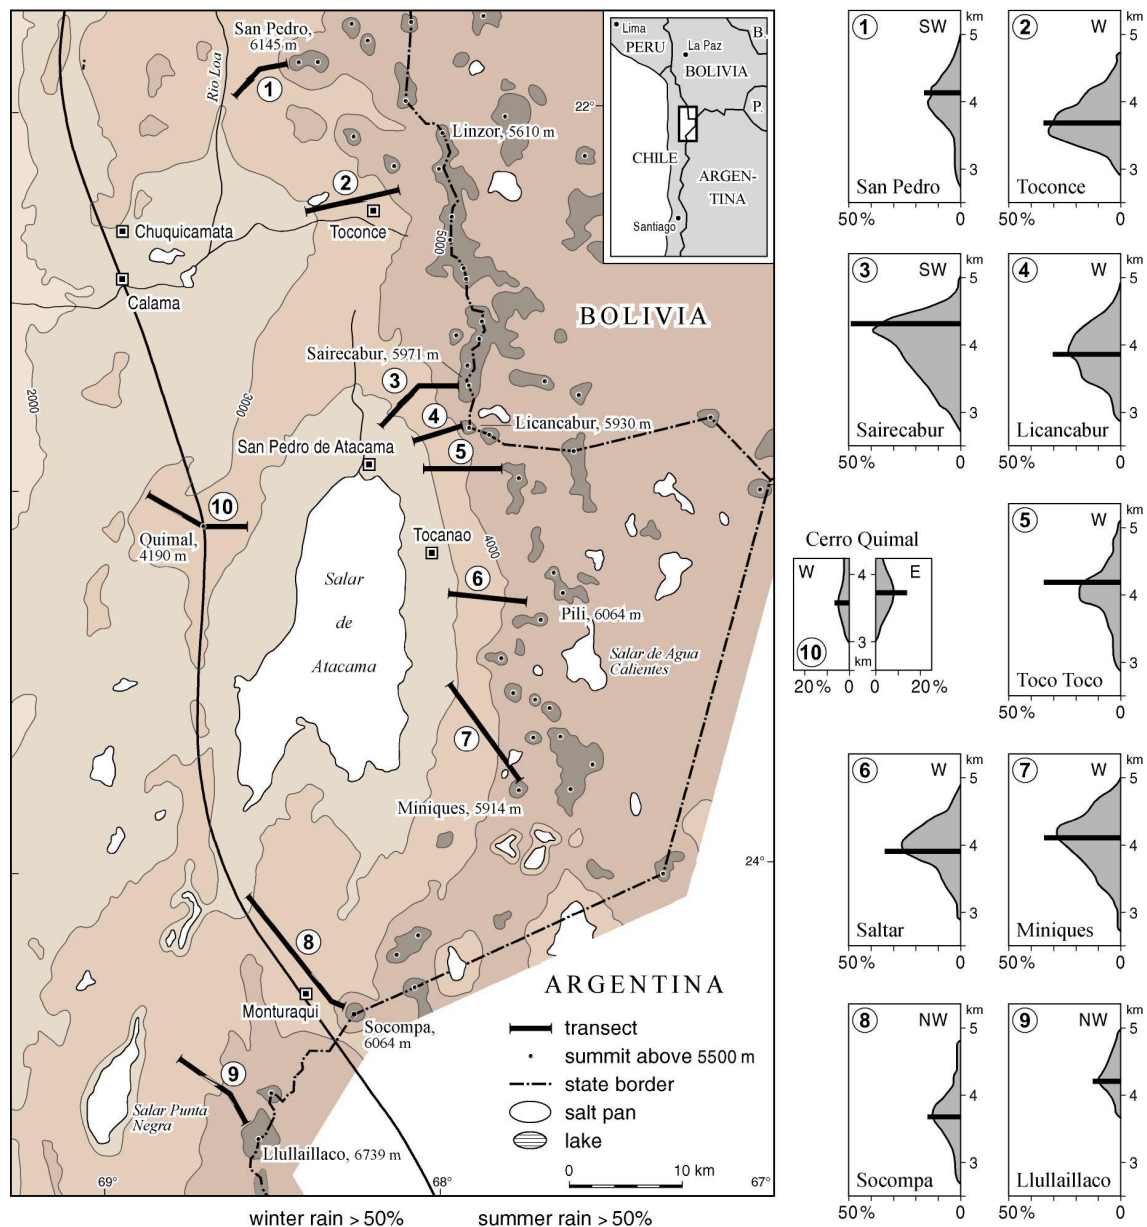 San Pedro,
6145 m
Rio Loa
1
22°
Linzor, 5610 m
2
Toconce
5000
Chuquicamata
Calama
BOLIVIA
Sairecabur, 5971 m
3
2000
3000
4
Licancabur, 5930 m
San Pedro de Atacama
5
10
Quimal,
4190 m
Tocanao
4000
Salar
de
Atacama
6
Pili, 6064 m
Salar de Agua
Calientes
7
Miniques, 5914 m
24°
8
ARGENTINA
Monturaqui
Socompa,
6064 m
9
Salar Punta
Negra
Llullaillaco, 6739 m
69°
68°
67°
transect
summit above 5500 m
state border
salt pan
lake
0 10 km
winter rain > 50% summer rain > 50%
Lima
PERU
La Paz
B.
BOLIVIA
P.
CHILE
ARGEN-
TINA
Santiago
1 SW km
5
4
3
San Pedro
50% 0
2 W km
5
4
3
Toconce
50 % 0
3 SW km
5
4
3
Sairecabur
50% 0
4 W km
5
4
3
Licancabur
50 % 0
5 W km
5
4
3
Toco Toco
50 % 0
Cerro Quimal
W E
4 4
3 3
10 km
20% 0 0 20%
6 W km
5
4
3
Saltar
50 % 0
7 W km
5
4
3
Miniques
50 % 0
8 NW km
5
4
3
Socompa
50 % 0
9 NW km
5
4
3
Llullaillaco
50 % 0